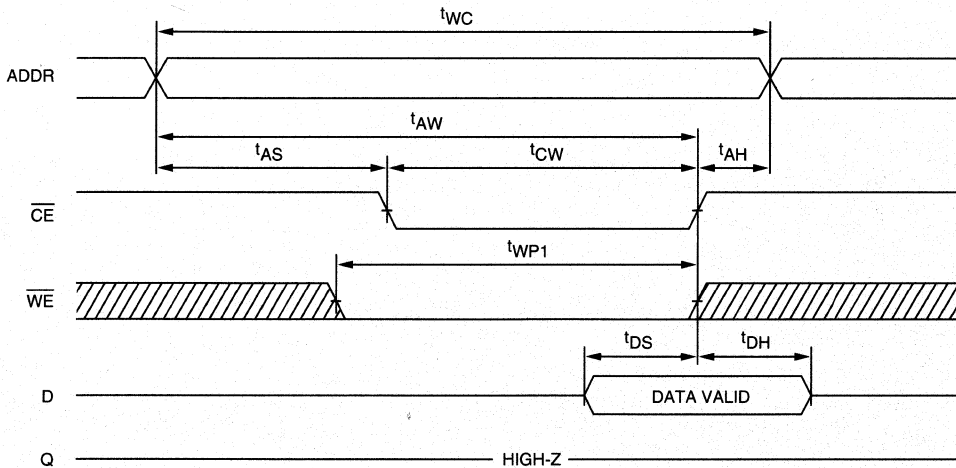 tWC
ADDR
tAW
tAS tCW tAH
CE
tWP1
WE
tDS tDH
D DATA VALID
Q HIGH-Z